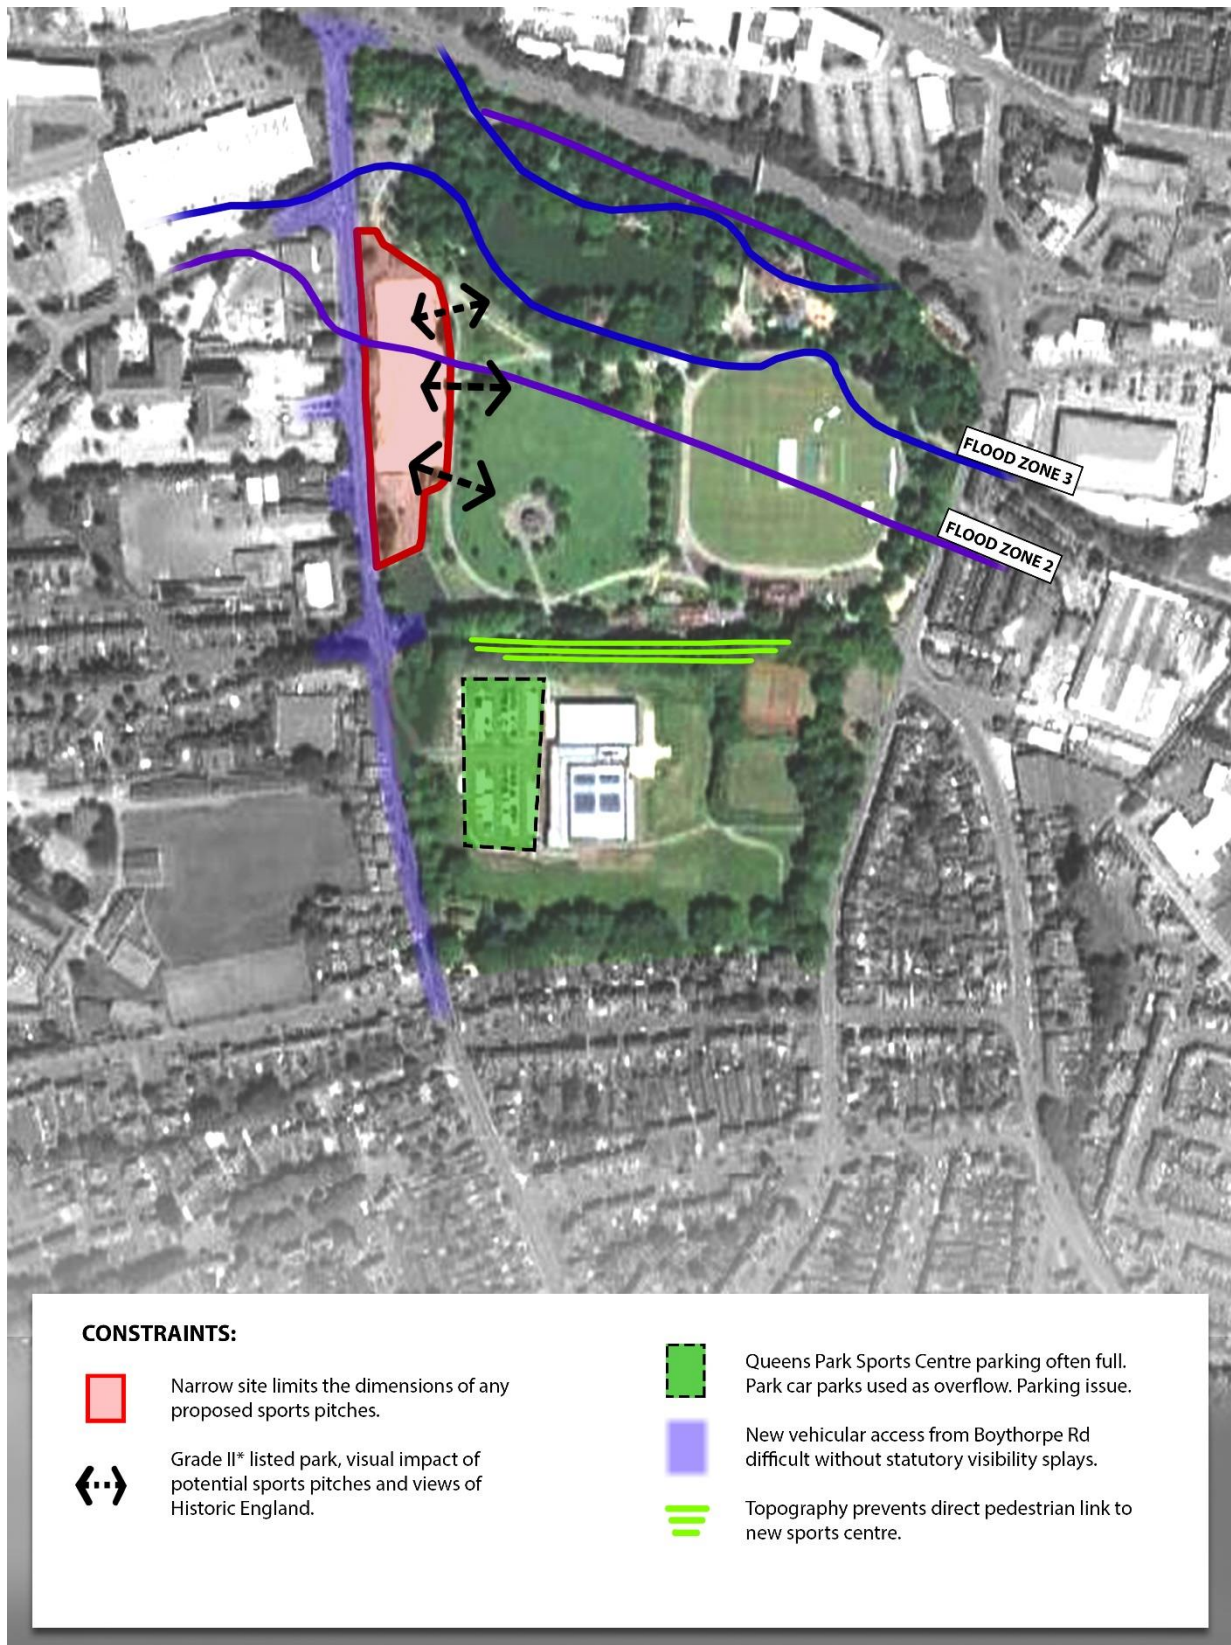 FLOOD ZONE 3
FLOOD ZONE 2
CONSTRAINTS:
Narrow site limits the dimensions of any
proposed sports pitches.
Grade II* listed park, visual impact of
potential sports pitches and views of
Historic England.
Queens Park Sports Centre parking often full.
Park car parks used as overflow. Parking issue.
New vehicular access from Boythorpe Rd
difficult without statutory visibility splays.
Topography prevents direct pedestrian link to
new sports centre.